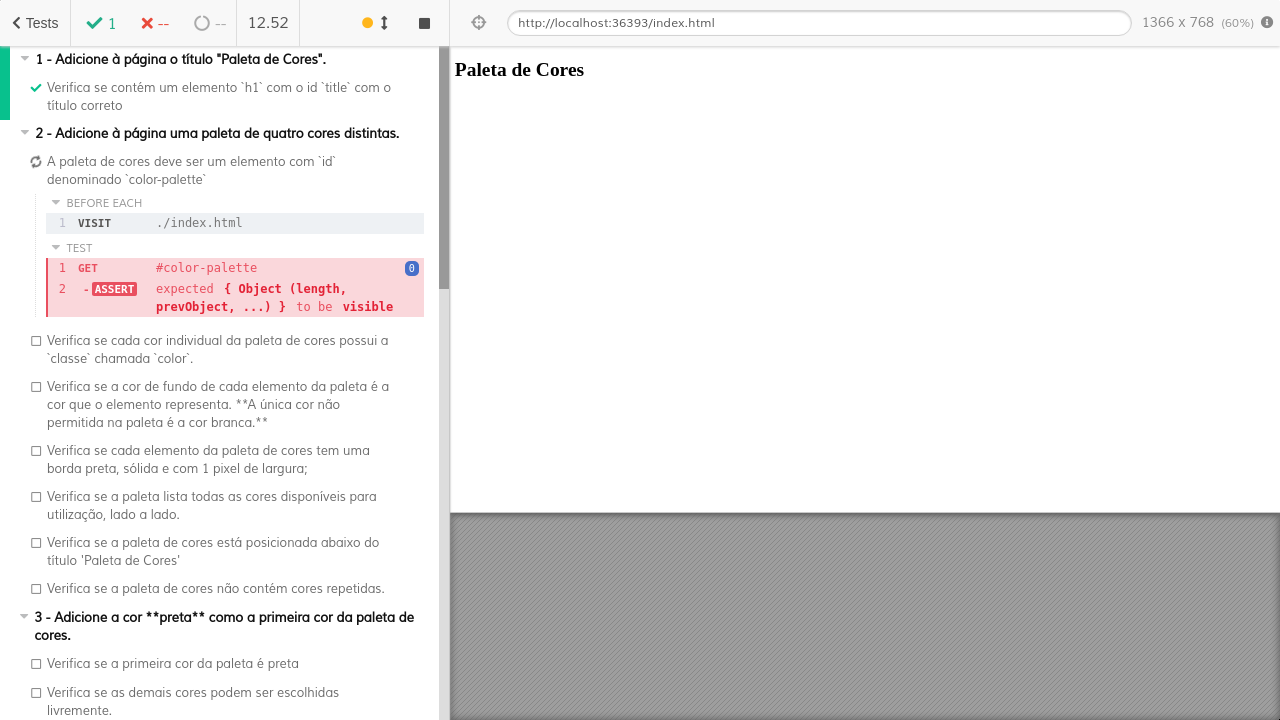 Tests 1 -- -- 12.52 http://localhost:36393/index.html 1366 x 768 (60%)
1 - Adicione à página o título "Paleta de Cores".
Verifica se contém um elemento `h1` com o id `title` com o
título correto
2 - Adicione à página uma paleta de quatro cores distintas.
A paleta de cores deve ser um elemento com `id`
denominado `color-palette`
BEFORE EACH
1 VISIT ./index.html
TEST
1 GET #color-palette 0
2 -ASSERT expected { Object (length,
prevObject, ...) } to be visible
Verifica se cada cor individual da paleta de cores possui a
`classe` chamada `color`.
Verifica se a cor de fundo de cada elemento da paleta é a
cor que o elemento representa. **A única cor não
permitida na paleta é a cor branca.**
Verifica se cada elemento da paleta de cores tem uma
borda preta, sólida e com 1 pixel de largura;
Verifica se a paleta lista todas as cores disponíveis para
utilização, lado a lado.
Verifica se a paleta de cores está posicionada abaixo do
título 'Paleta de Cores'
Verifica se a paleta de cores não contém cores repetidas.
3 - Adicione a cor **preta** como a primeira cor da paleta de
cores.
Verifica se a primeira cor da paleta é preta
Verifica se as demais cores podem ser escolhidas
livremente.
Paleta de Cores